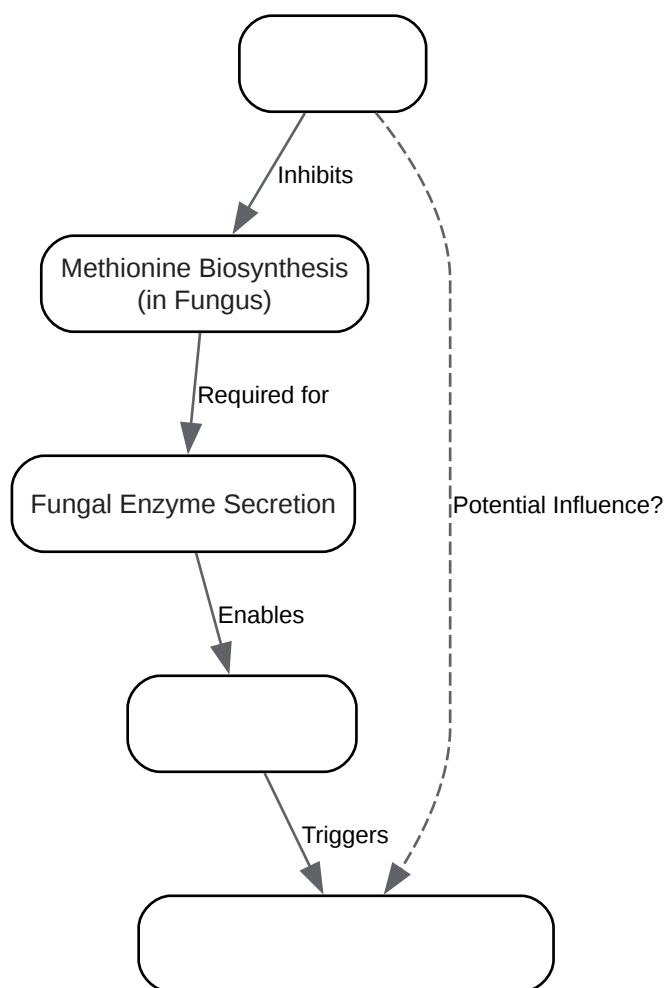 Inhibits
Methionine Biosynthesis
(in Fungus)
Required for
Fungal Enzyme Secretion
Potential Influence?
Enables
Triggers